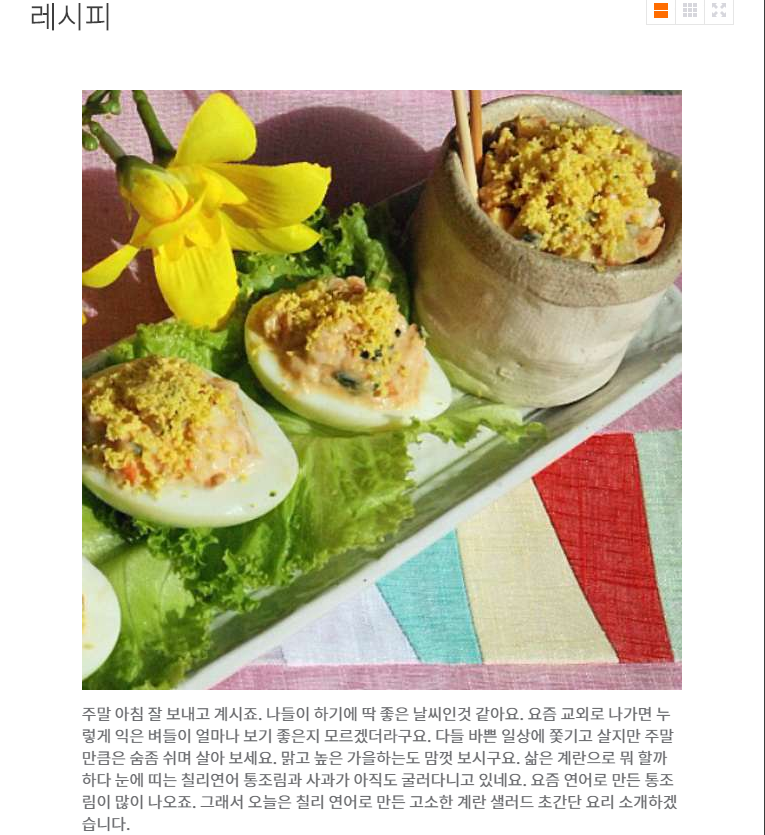 레시피
주말 아침 잘 보내고 계시죠. 나들이 하기에 딱 좋은 날씨인것 같아요. 요즘 교외로 나가면 누
렇게 익은 벼들이 얼마나 보기 좋은지 모르겠더라구요. 다들 바쁜 일상에 쫓기고 살지만 주말
만큼은 숨좀 쉬며 살아 보세요. 맑고 높은 가을하는도 맘껏 보시구요. 삶은 계란으로 뭐 할까
하다 눈에 띠는 칠리연어 통조림과 사과가 아직도 굴러다니고 있네요. 요즘 연어로 만든 통조
림이 많이 나오죠. 그래서 오늘은 칠리 연어로 만든 고소한 계란 샐러드 초간단 요리 소개하겠
습니다.